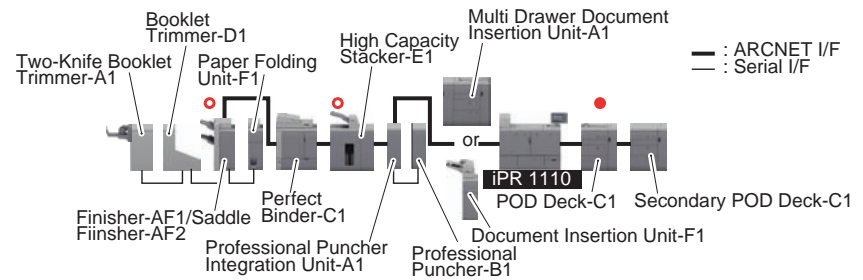 Booklet
Trimmer-D1
Two-Knife Booklet
Trimmer-A1
Paper Folding
Unit-F1
High Capacity
Stacker-E1
Multi Drawer Document
Insertion Unit-A1
: ARCNET I/F
: Serial I/F
or
iPR 1110
Finisher-AF1/Saddle
Fiinsher-AF2
Perfect
Binder-C1
Professional Puncher
Integration Unit-A1
Professional
Puncher-B1
Document Insertion Unit-F1
POD Deck-C1
Secondary POD Deck-C1